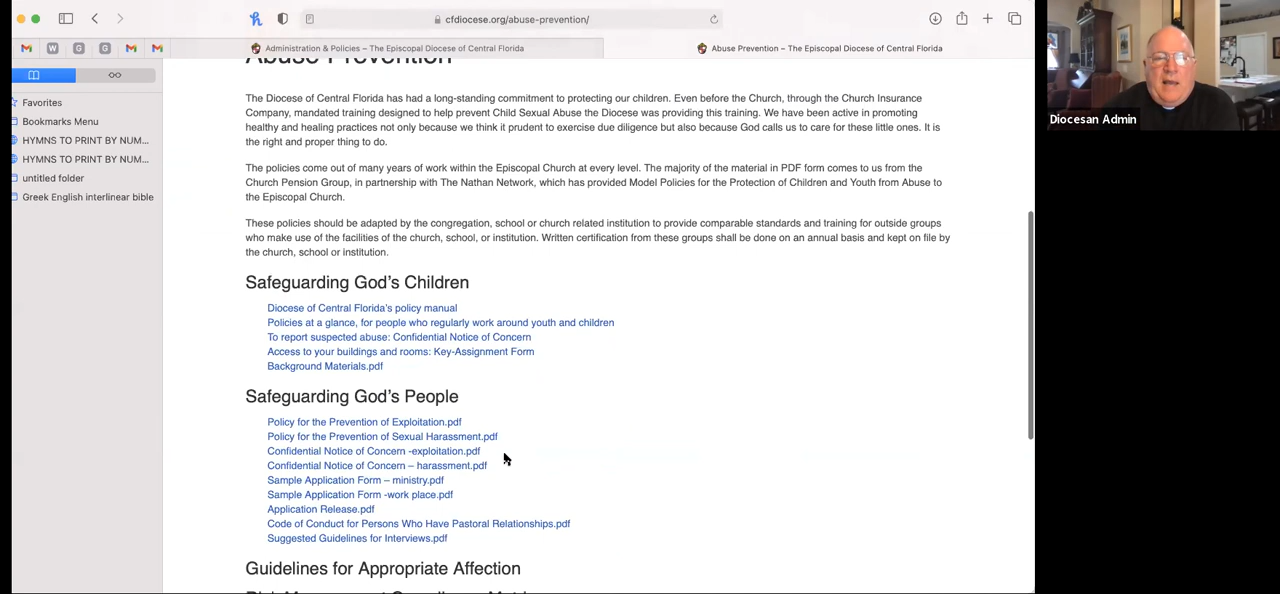 cfdiocese.org/abuse-prevention/
Administration & Policies – The Episcopal Diocese of Central Florida
Abuse Prevention – The Episcopal Diocese of Central Florida
Diocesan Admin
Favorites
Bookmarks Menu
HYMNS TO PRINT BY NUM...
HYMNS TO PRINT BY NUM...
untitled folder
Greek English interlinear bible
Abuse Prevention
The Diocese of Central Florida has had a long-standing commitment to protecting our children. Even before the Church, through the Church Insurance
Company, mandated training designed to help prevent Child Sexual Abuse the Diocese was providing this training. We have been active in promoting
healthy and healing practices not only because we think it prudent to exercise due diligence but also because God calls us to care for these little ones. It is
the right and proper thing to do.
The policies come out of many years of work within the Episcopal Church at every level. The majority of the material in PDF form comes to us from the
Church Pension Group, in partnership with The Nathan Network, which has provided Model Policies for the Protection of Children and Youth from Abuse to
the Episcopal Church.
These policies should be adapted by the congregation, school or church related institution to provide comparable standards and training for outside groups
who make use of the facilities of the church, school, or institution. Written certification from these groups shall be done on an annual basis and kept on file by
the church, school or institution.
Safeguarding God's Children
Diocese of Central Florida's policy manual
Policies at a glance, for people who regularly work around youth and children
To report suspected abuse: Confidential Notice of Concern
Access to your buildings and rooms: Key-Assignment Form
Background Materials.pdf
Safeguarding God's People
Policy for the Prevention of Exploitation.pdf
Policy for the Prevention of Sexual Harassment.pdf
Confidential Notice of Concern -exploitation.pdf
Confidential Notice of Concern – harassment.pdf
Sample Application Form – ministry.pdf
Sample Application Form -work place.pdf
Application Release.pdf
Code of Conduct for Persons Who Have Pastoral Relationships.pdf
Suggested Guidelines for Interviews.pdf
Guidelines for Appropriate Affection